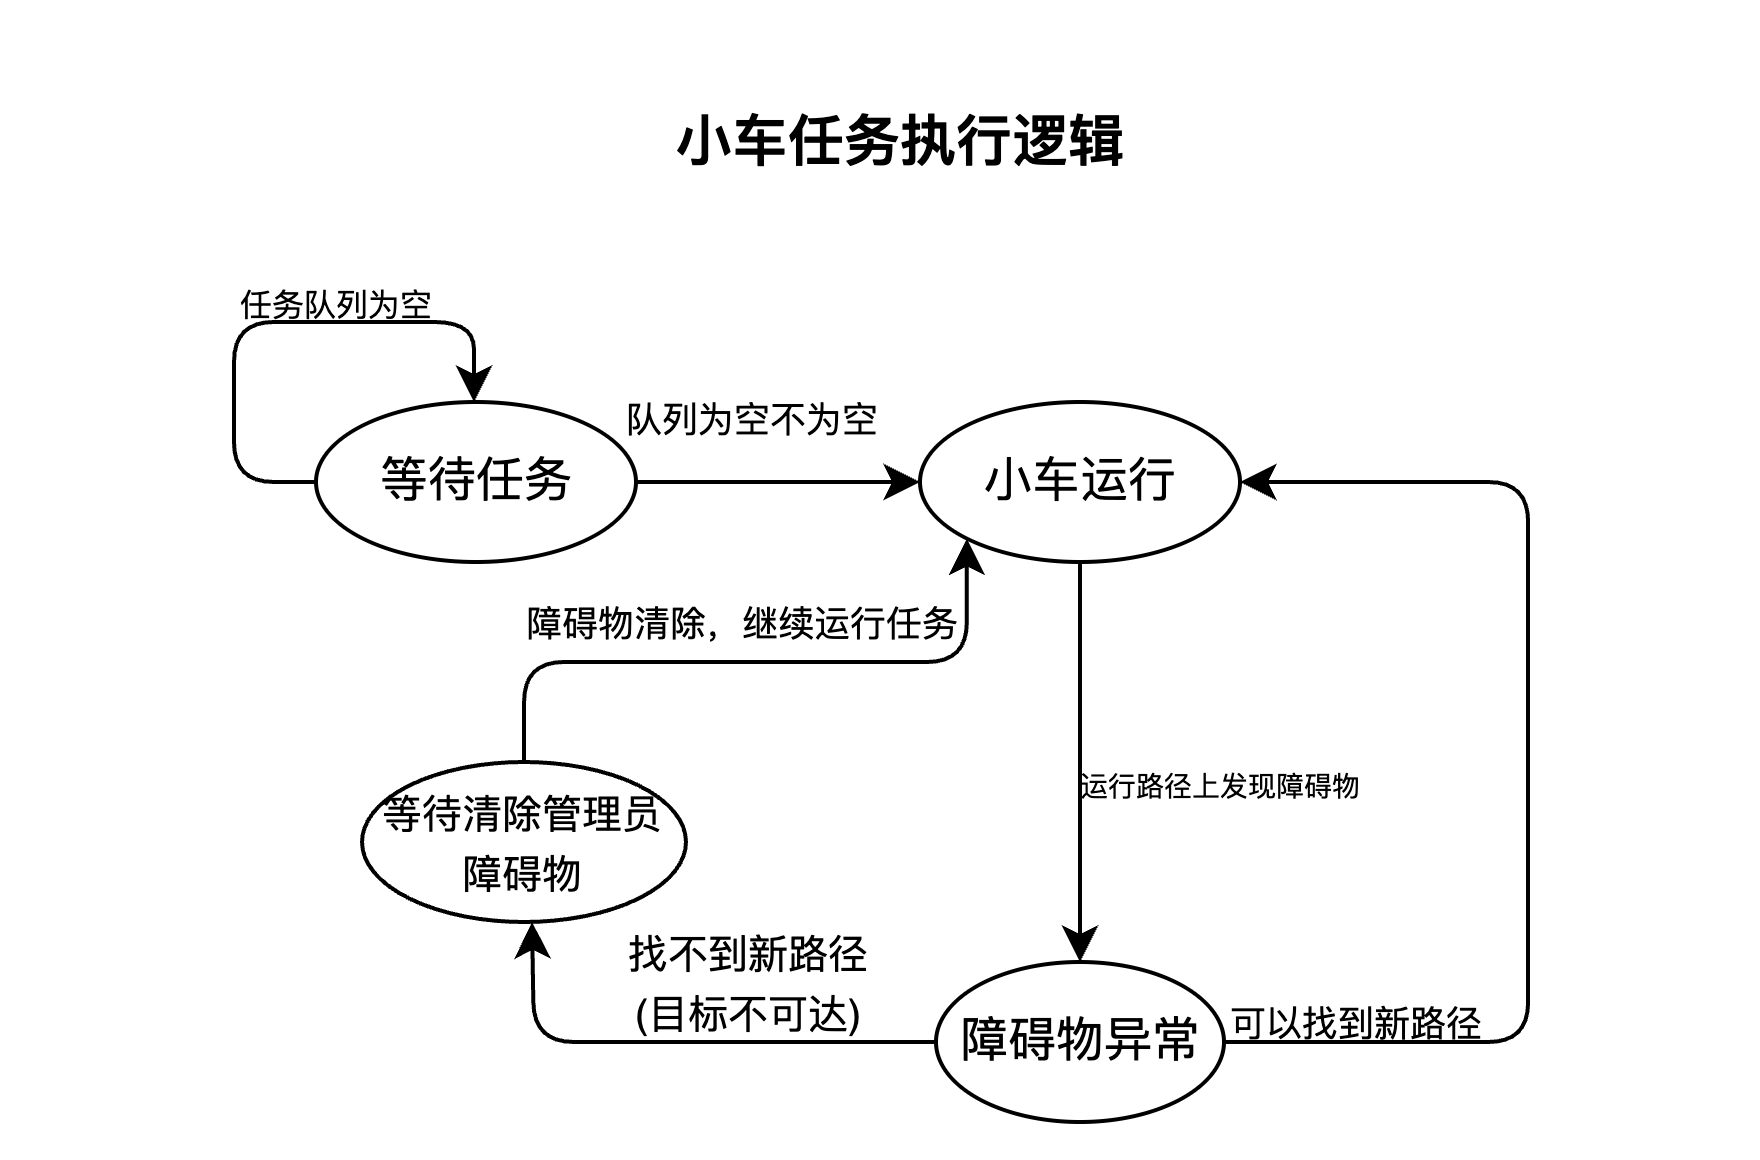 小车任务执行逻辑
任务队列为空
队列为空不为空
等待任务
小车运行
障碍物清除，继续运行任务
运行路径上发现障碍物
等待清除管理员
障碍物
找不到新路径
(目标不可达)
障碍物异常
可以找到新路径